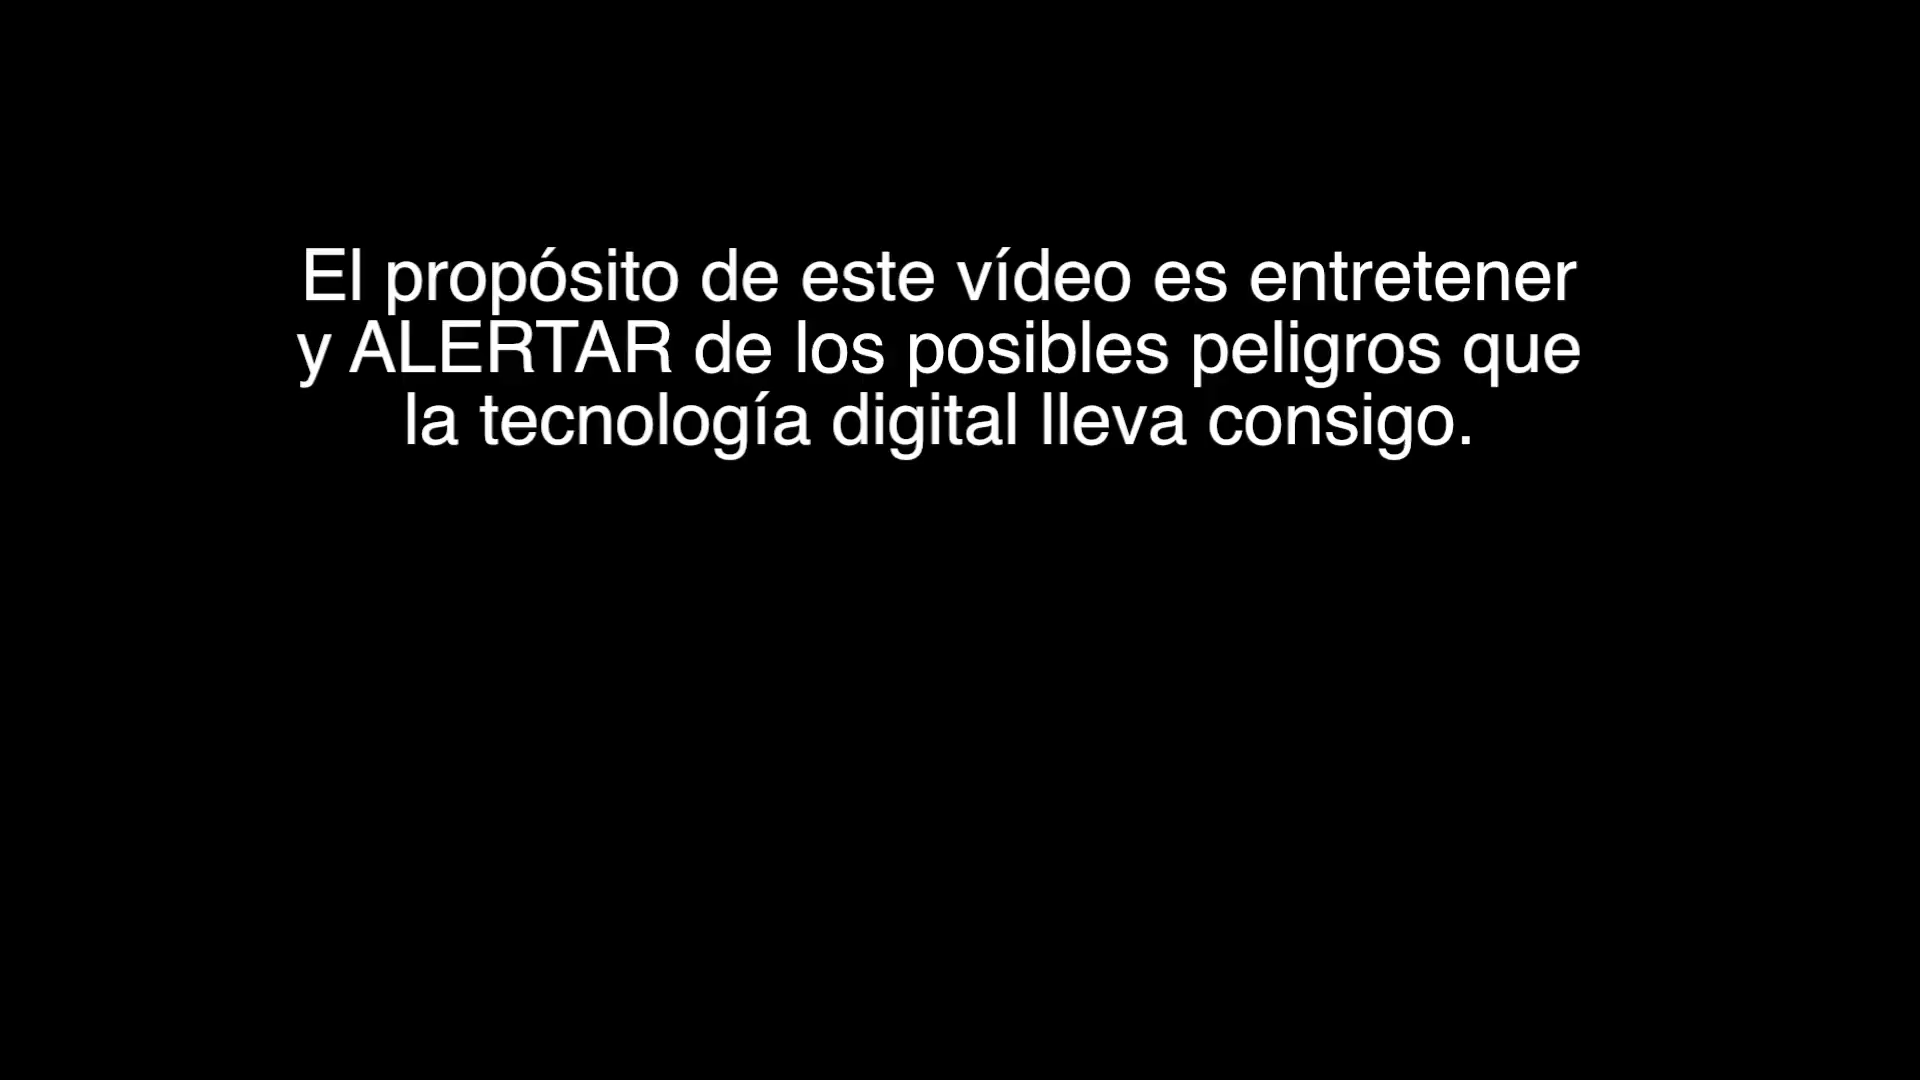 El propósito de este vídeo es entretener
y ALERTAR de los posibles peligros que
la tecnología digital lleva consigo.